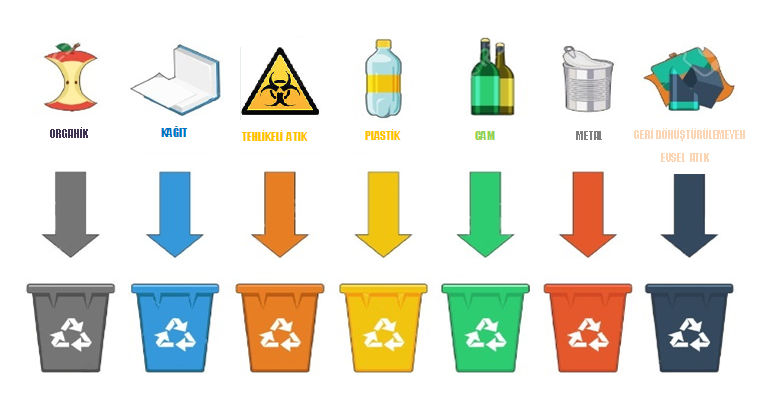 ORGANİK
KAĞIT
TEHLİKELİ ATIK
PLASTİK
CAM
METAL
GERİ DÖNÜŞTÜRÜLEMEYEN
EVSEL ATIK